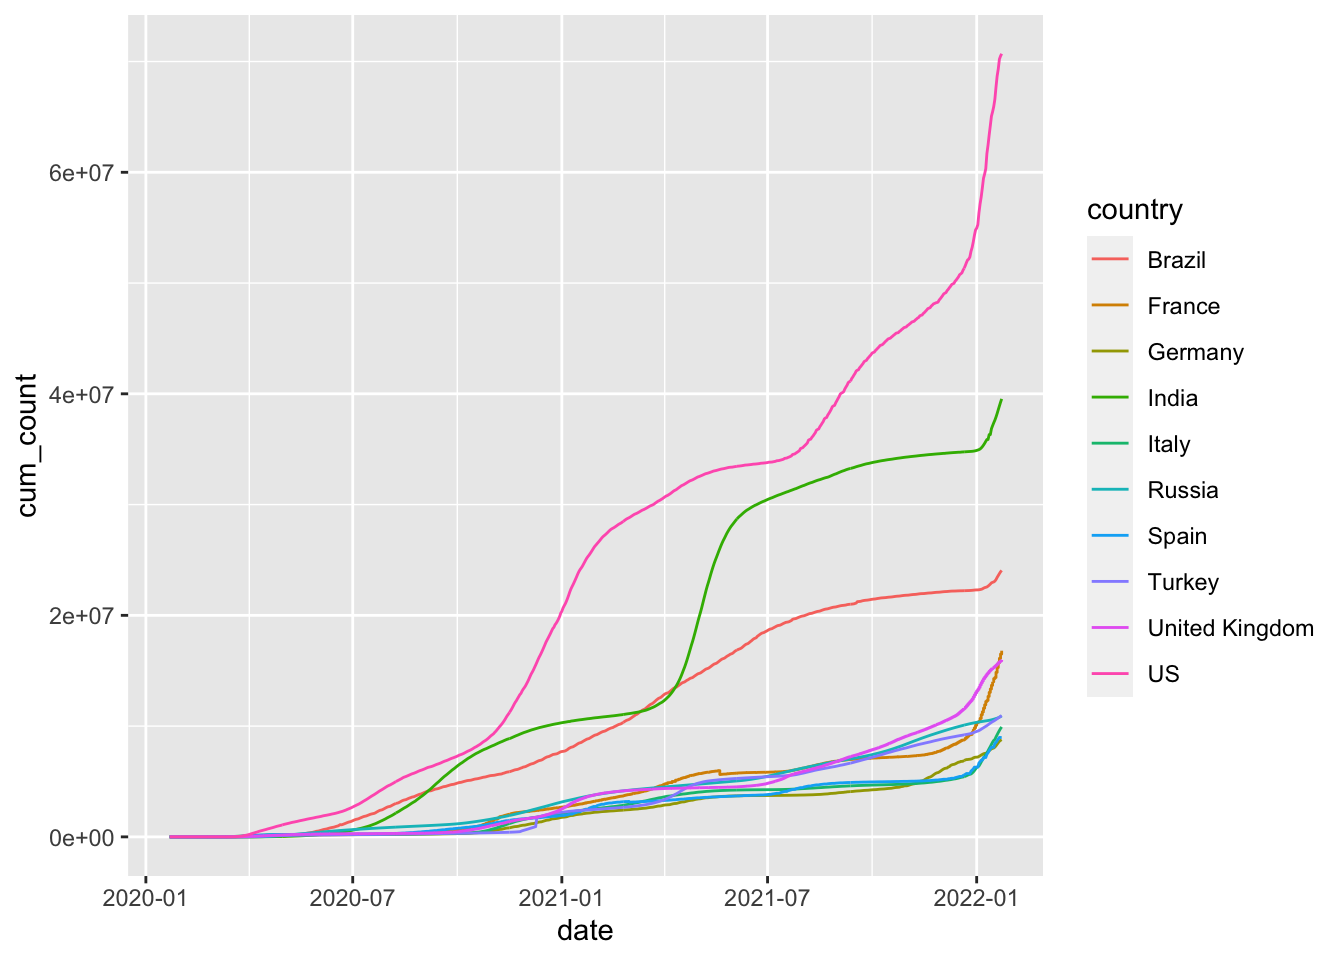 6e+07
4e+07
2e+07
0e+00
cum_count
2020-01
2020-07
2021-01
2021-07
2022-01
date
country
Brazil
France
Germany
India
Italy
Russia
Spain
Turkey
United Kingdom
US